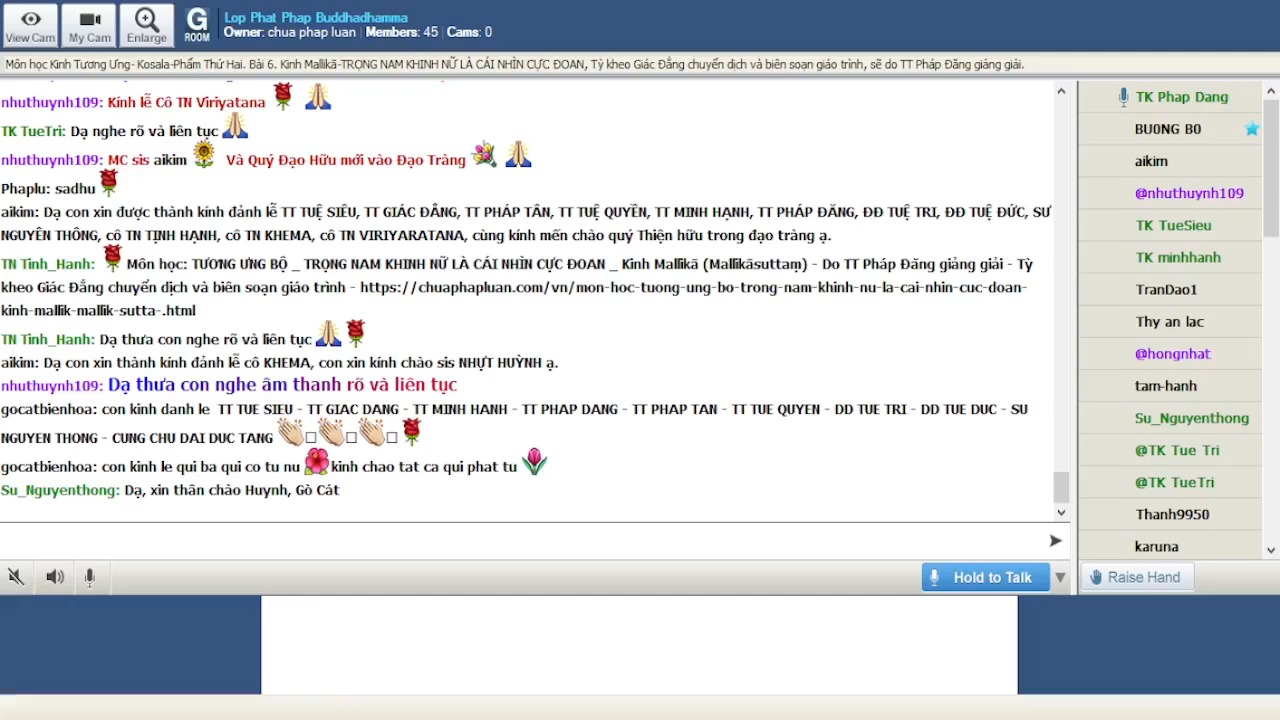 View Cam
My Cam
Enlarge
G
ROOM
Lop Phat Phap Buddhadhamma
Owner: chua phap luan | Members: 45 | Cams: 0
Môn học Kinh Tương Ưng- Kosala-Phẩm Thứ Hai. Bài 6. Kinh Mallikā-TRỌNG NAM KHINH NỮ LÀ CÁI NHÌN CỰC ĐOAN, Tỳ kheo Giác Đẳng chuyển dịch và biên soạn giáo trình, sẽ do TT Pháp Đăng giảng giải.
nhuthuynh109: Kính lễ Cô TN Viriyatana
TK TueTri: Dạ nghe rõ và liên tục
nhuthuynh109: MC sis aikim Và Quý Đạo Hữu mới vào Đạo Tràng
Phaplu: sadhu
aikim: Dạ con xin được thành kính đảnh lễ TT TUỆ SIÊU, TT GIÁC ĐẲNG, TT PHÁP TÂN, TT TUỆ QUYỀN, TT MINH HẠNH, TT PHÁP ĐĂNG, ĐĐ TUỆ TRI, ĐĐ TUỆ ĐỨC, SƯ
NGUYÊN THÔNG, cô TN TỊNH HẠNH, cô TN KHEMA, cô TN VIRIYARATANA, cùng kính mến chào quý Thiện hữu trong đạo tràng ạ.
TN Tinh_Hanh: Môn học: TƯƠNG ƯNG BỘ _ TRỌNG NAM KHINH NỮ LÀ CÁI NHÌN CỰC ĐOAN _ Kinh Mallikā (Mallikāsuttaṃ) - Do TT Pháp Đăng giảng giải - Tỳ
kheo Giác Đẳng chuyển dịch và biên soạn giáo trình - https://chuaphapluan.com/vn/mon-hoc-tuong-ung-bo-trong-nam-khinh-nu-la-cai-nhin-cuc-doan-
kinh-mallik-mallik-sutta-.html
TN Tinh_Hanh: Dạ thưa con nghe rõ và liên tục
aikim: Dạ con xin thành kính đảnh lễ cô KHEMA, con xin kính chào sis NHỰT HUỲNH ạ.
nhuthuynh109: Dạ thưa con nghe âm thanh rõ và liên tục
gocatbienhoa: con kinh danh le TT TUE SIEU - TT GIAC DANG - TT MINH HANH - TT PHAP DANG - TT PHAP TAN - TT TUE QUYEN - DD TUE TRI - DD TUE DUC - SU
NGUYEN THONG - CUNG CHU DAI DUC TANG
gocatbienhoa: con kinh le qui ba qui co tu nu kinh chao tat ca qui phat tu
Su_Nguyenthong: Dạ, xin thân chào Huynh, Gò Cát
Hold to Talk
TK Phap Dang
BU0NG B0
aikim
@nhuthuynh109
TK TueSieu
TK minhhanh
TranDao1
Thy an lac
@hongnhat
tam-hanh
Su_Nguyenthong
@TK Tue Tri
@TK TueTri
Thanh9950
karuna
Raise Hand